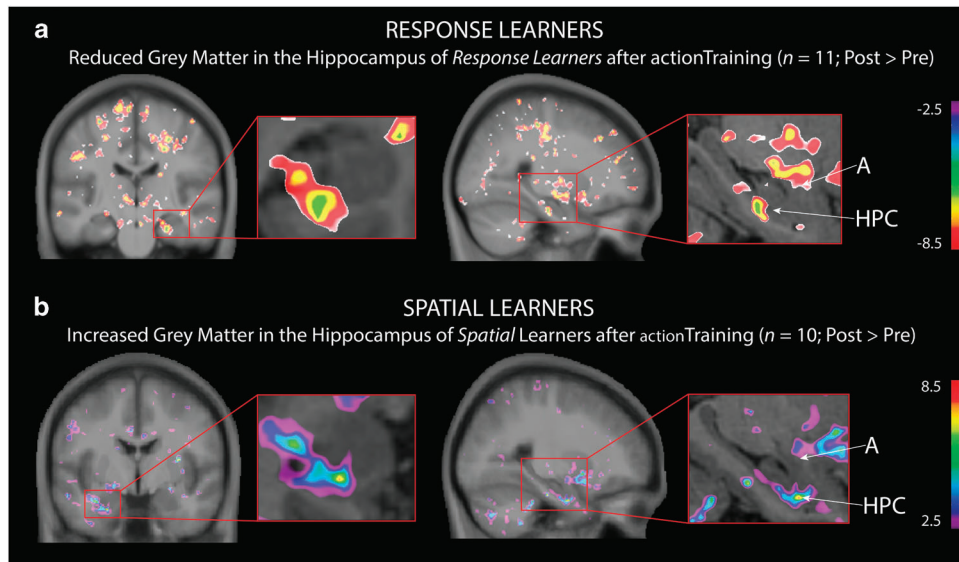 a
RESPONSE LEARNERS
Reduced Grey Matter in the Hippocampus of Response Learners after actionTraining (n = 11; Post > Pre)
-2.5
A
HPC
-8.5
b
SPATIAL LEARNERS
Increased Grey Matter in the Hippocampus of Spatial Learners after actionTraining (n = 10; Post > Pre)
8.5
A
HPC
2.5